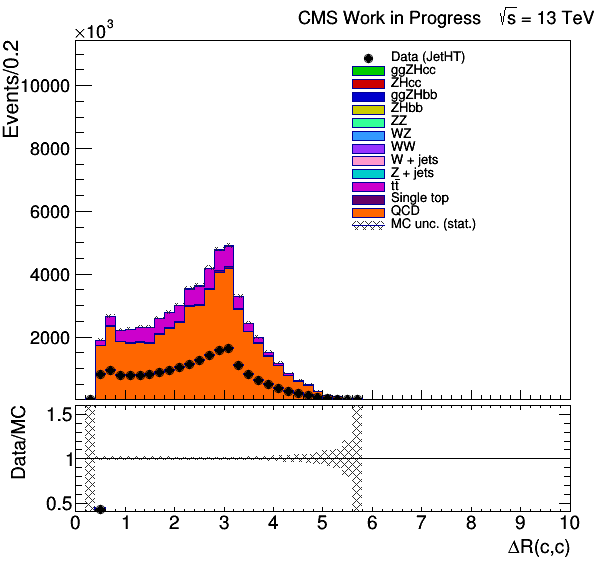 CMS Work in Progress √s = 13 TeV
×10³
Events/0.2
10000
8000
6000
4000
2000
Data (JetHT)
ggZHcc
ZHcc
ggZHbb
ZHbb
ZZ
WZ
WW
W + jets
Z + jets
tt̄
Single top
QCD
MC unc. (stat.)
Data/MC
1.5
1
0.5
0 1 2 3 4 5 6 7 8 9 10
ΔR(c,c)